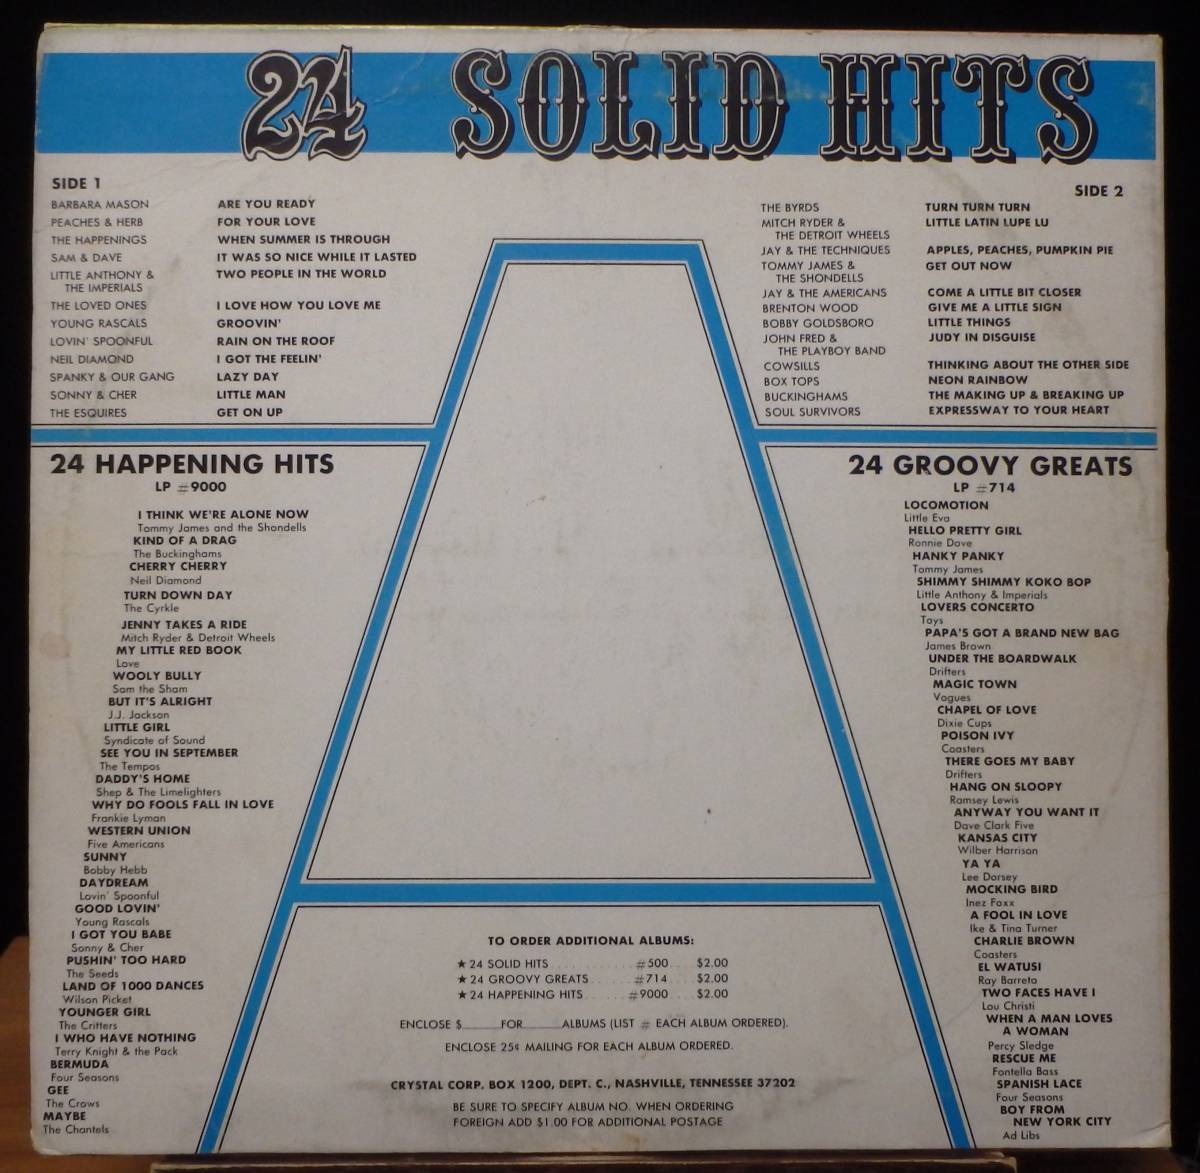 24 SOLID HITS
SIDE 1
BARBARA MASON ARE YOU READY
PEACHES & HERB FOR YOUR LOVE
THE HAPPENINGS WHEN SUMMER IS THROUGH
SAM & DAVE IT WAS SO NICE WHILE IT LASTED
LITTLE ANTHONY & TWO PEOPLE IN THE WORLD
THE IMPERIALS
THE LOVED ONES I LOVE HOW YOU LOVE ME
YOUNG RASCALS GROOVIN'
LOVIN' SPOONFUL RAIN ON THE ROOF
NEIL DIAMOND I GOT THE FEELIN'
SPANKY & OUR GANG LAZY DAY
SONNY & CHER LITTLE MAN
THE ESQUIRES GET ON UP
SIDE 2
THE BYRDS TURN TURN TURN
MITCH RYDER & LITTLE LATIN LUPE LU
THE DETROIT WHEELS
JAY & THE TECHNIQUES APPLES, PEACHES, PUMPKIN PIE
TOMMY JAMES & GET OUT NOW
THE SHONDELLS
JAY & THE AMERICANS COME A LITTLE BIT CLOSER
BRENTON WOOD GIVE ME A LITTLE SIGN
BOBBY GOLDSBORO LITTLE THINGS
JOHN FRED & JUDY IN DISGUISE
THE PLAYBOY BAND
COWSILLS THINKING ABOUT THE OTHER SIDE
BOX TOPS NEON RAINBOW
BUCKINGHAMS THE MAKING UP & BREAKING UP
SOUL SURVIVORS EXPRESSWAY TO YOUR HEART
24 HAPPENING HITS
LP #9000
I THINK WE'RE ALONE NOW
Tommy James and the Shondells
KIND OF A DRAG
The Buckinghams
CHERRY CHERRY
Neil Diamond
TURN DOWN DAY
The Cyrkle
JENNY TAKES A RIDE
Mitch Ryder & Detroit Wheels
MY LITTLE RED BOOK
Love
WOOLY BULLY
Sam the Sham
BUT IT'S ALRIGHT
J.J. Jackson
LITTLE GIRL
Syndicate of Sound
SEE YOU IN SEPTEMBER
The Tempos
DADDY'S HOME
Shep & The Limelighters
WHY DO FOOLS FALL IN LOVE
Frankie Lyman
WESTERN UNION
Five Americans
SUNNY
Bobby Hebb
DAYDREAM
Lovin' Spoonful
GOOD LOVIN'
Young Rascals
I GOT YOU BABE
Sonny & Cher
PUSHIN' TOO HARD
The Seeds
LAND OF 1000 DANCES
Wilson Picket
YOUNGER GIRL
The Critters
I WHO HAVE NOTHING
Terry Knight & the Pack
BERMUDA
Four Seasons
GEE
The Crows
MAYBE
The Chantels
24 GROOVY GREATS
LP #714
LOCOMOTION
Little Eva
HELLO PRETTY GIRL
Ronnie Dove
HANKY PANKY
Tommy James
SHIMMY SHIMMY KOKO BOP
Little Anthony & Imperials
LOVERS CONCERTO
Toys
PAPA'S GOT A BRAND NEW BAG
James Brown
UNDER THE BOARDWALK
Drifters
MAGIC TOWN
Vogues
CHAPEL OF LOVE
Dixie Cups
POISON IVY
Coasters
THERE GOES MY BABY
Drifters
HANG ON SLOOPY
Ramsey Lewis
ANYWAY YOU WANT IT
Dave Clark Five
KANSAS CITY
Wilber Harrison
YA YA
Lee Dorsey
MOCKING BIRD
Inez Foxx
A FOOL IN LOVE
Ike & Tina Turner
CHARLIE BROWN
Coasters
EL WATUSI
Ray Barreto
TWO FACES HAVE I
Lou Christi
WHEN A MAN LOVES
A WOMAN
Percy Sledge
RESCUE ME
Fontella Bass
SPANISH LACE
Four Seasons
BOY FROM
NEW YORK CITY
Ad Libs
TO ORDER ADDITIONAL ALBUMS:
★ 24 SOLID HITS ............ #500 .... $2.00
★ 24 GROOVY GREATS ...... #714 .... $2.00
★ 24 HAPPENING HITS ...... #9000 .... $2.00
ENCLOSE $______FOR______ALBUMS (LIST # EACH ALBUM ORDERED).
ENCLOSE 25¢ MAILING FOR EACH ALBUM ORDERED.
CRYSTAL CORP. BOX 1200, DEPT. C., NASHVILLE, TENNESSEE 37202
BE SURE TO SPECIFY ALBUM NO. WHEN ORDERING
FOREIGN ADD $1.00 FOR ADDITIONAL POSTAGE